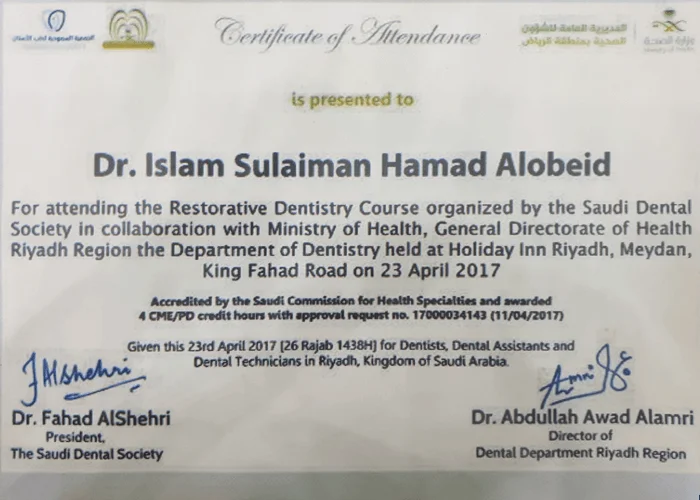 Certificate of Attendance
المديرية العامة للشؤون
الصحية بمنطقة الرياض
وزارة الصحة
الجمعية السعودية لطب الأسنان
is presented to
Dr. Islam Sulaiman Hamad Alobeid
For attending the Restorative Dentistry Course organized by the Saudi Dental
Society in collaboration with Ministry of Health, General Directorate of Health
Riyadh Region the Department of Dentistry held at Holiday Inn Riyadh, Meydan,
King Fahad Road on 23 April 2017
Accredited by the Saudi Commission for Health Specialties and awarded
4 CME/PD credit hours with approval request no. 17000034143 (11/04/2017)
Given this 23rd April 2017 [26 Rajab 1438H] for Dentists, Dental Assistants and
Dental Technicians in Riyadh, Kingdom of Saudi Arabia.
Dr. Fahad AlShehri
President,
The Saudi Dental Society
Dr. Abdullah Awad Alamri
Director of
Dental Department Riyadh Region